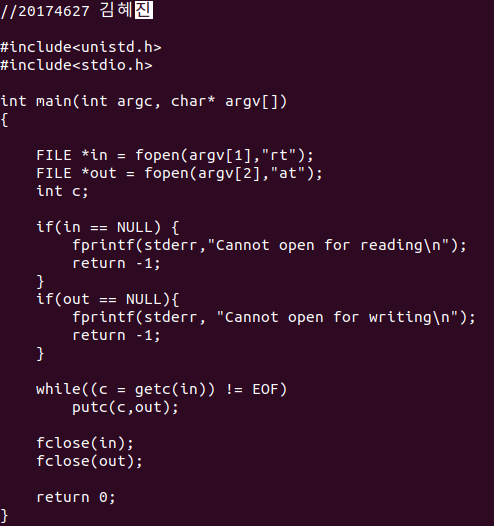 //20174627 김혜진
#include<unistd.h>
#include<stdio.h>
int main(int argc, char* argv[])
{
FILE *in = fopen(argv[1],"rt");
FILE *out = fopen(argv[2],"at");
int c;
if(in == NULL) {
fprintf(stderr,"Cannot open for reading\n");
return -1;
}
if(out == NULL){
fprintf(stderr, "Cannot open for writing\n");
return -1;
}
while((c = getc(in)) != EOF)
putc(c,out);
fclose(in);
fclose(out);
return 0;
}